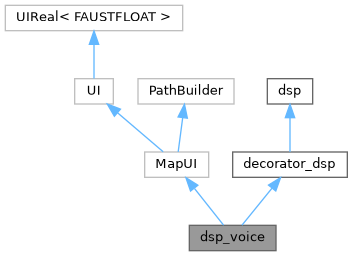 UIReal< FAUSTFLOAT >
UI
PathBuilder
dsp
MapUI
decorator_dsp
dsp_voice